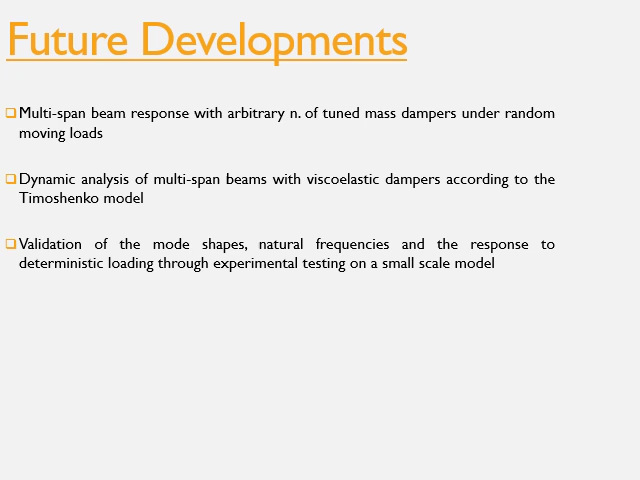 Future Developments
Multi-span beam response with arbitrary n. of tuned mass dampers under random
moving loads
Dynamic analysis of multi-span beams with viscoelastic dampers according to the
Timoshenko model
Validation of the mode shapes, natural frequencies and the response to
deterministic loading through experimental testing on a small scale model